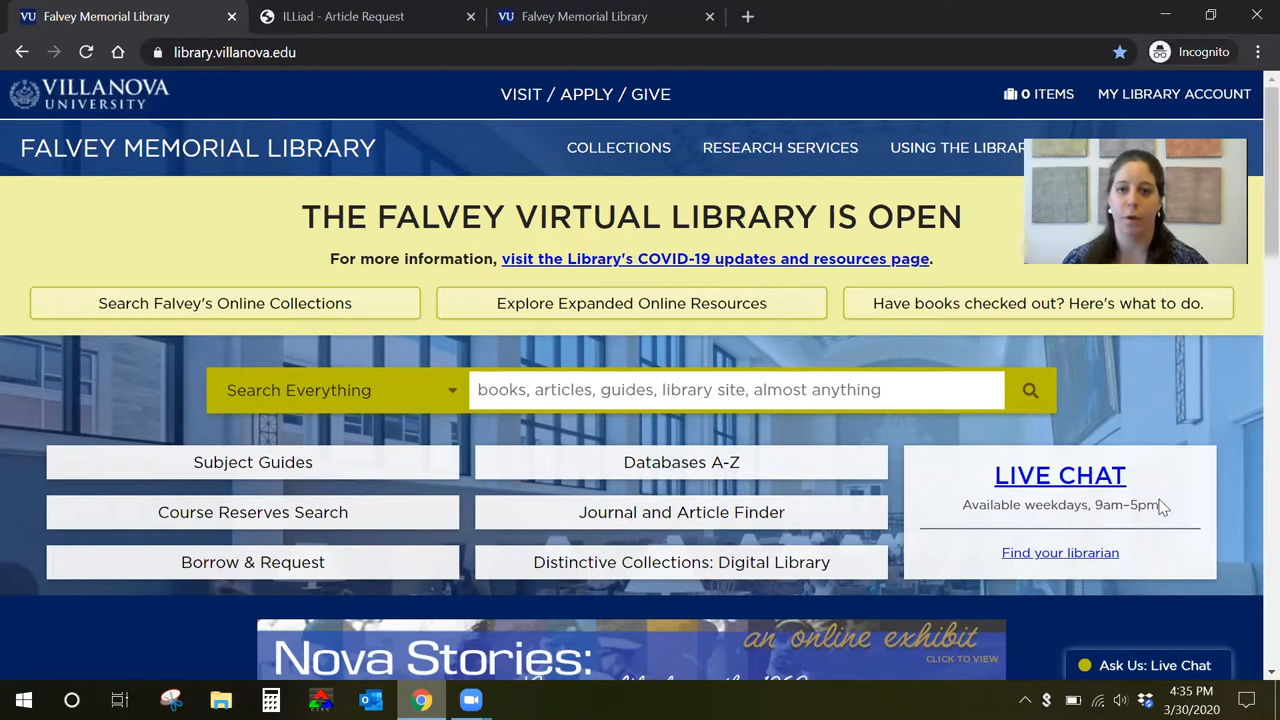 Falvey Memorial Library
ILLiad - Article Request
VU Falvey Memorial Library
library.villanova.edu
Incognito
VILLANOVA
UNIVERSITY
VISIT / APPLY / GIVE
0 ITEMS
MY LIBRARY ACCOUNT
FALVEY MEMORIAL LIBRARY
COLLECTIONS
RESEARCH SERVICES
USING THE LIBRAR
THE FALVEY VIRTUAL LIBRARY IS OPEN
For more information, visit the Library's COVID-19 updates and resources page.
Search Falvey's Online Collections
Explore Expanded Online Resources
Have books checked out? Here's what to do.
Search Everything
books, articles, guides, library site, almost anything
Subject Guides
Databases A-Z
LIVE CHAT
Available weekdays, 9am–5pm
Course Reserves Search
Journal and Article Finder
Find your librarian
Borrow & Request
Distinctive Collections: Digital Library
an online exhibit
Nova Stories:
CLICK TO VIEW
Ask Us: Live Chat
4:35 PM
3/30/2020